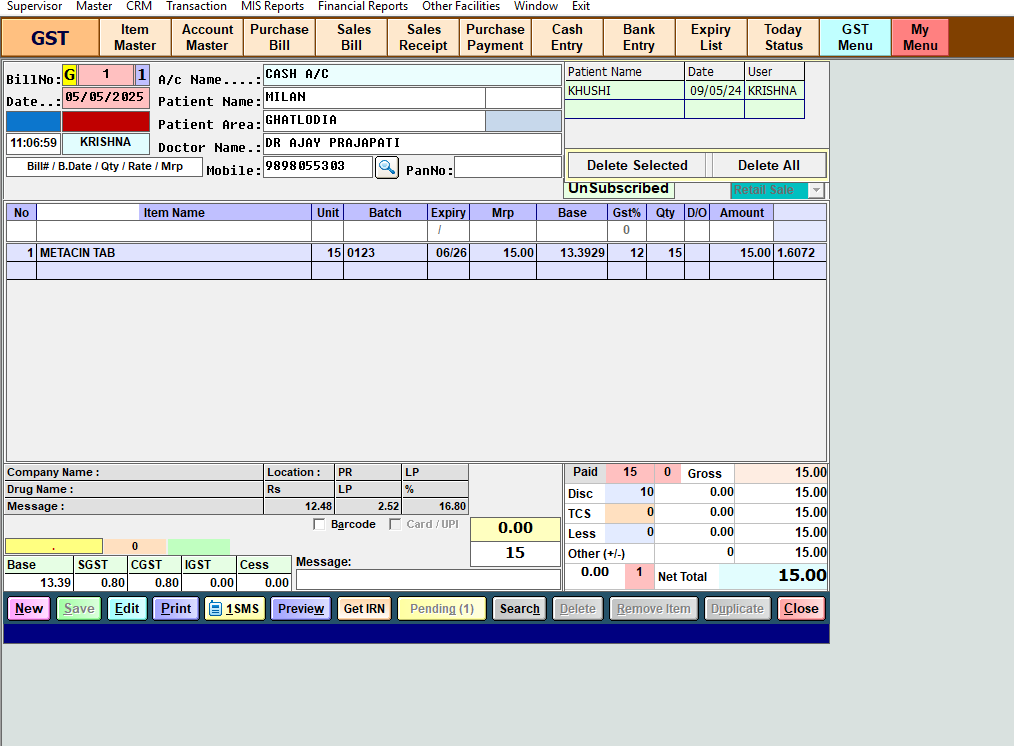 Supervisor Master CRM Transaction MIS Reports Financial Reports Other Facilities Window Exit
GST Item Master Account Master Purchase Bill Sales Bill Sales Receipt Purchase Payment Cash Entry Bank Entry Expiry List Today Status GST Menu My Menu
BillNo: G 1 1 A/c Name....: CASH A/C
Date..: 05/05/2025 Patient Name: MILAN
Patient Area: GHATLODIA
11:06:59 KRISHNA Doctor Name.: DR AJAY PRAJAPATI
Bill# / B.Date / Qty / Rate / Mrp Mobile: 9898055303 PanNo:
Patient Name Date User
KHUSHI 09/05/24 KRISHNA
Delete Selected Delete All
UnSubscribed Retail Sale
No Item Name Unit Batch Expiry Mrp Base Gst% Qty D/O Amount
/ 0
1 METACIN TAB 15 0123 06/26 15.00 13.3929 12 15 15.00 1.6072
Company Name : Location : PR LP
Drug Name : Rs LP %
Message : 12.48 2.52 16.80
Barcode Card / UPI
. 0
Base SGST CGST IGST Cess
13.39 0.80 0.80 0.00 0.00
0.00
15
Message:
Paid 15 0 Gross 15.00
Disc 10 0.00 15.00
TCS 0 0.00 15.00
Less 0 0.00 15.00
Other (+/-) 0 15.00
0.00 1 Net Total 15.00
New Save Edit Print 1SMS Preview Get IRN Pending (1) Search Delete Remove Item Duplicate Close